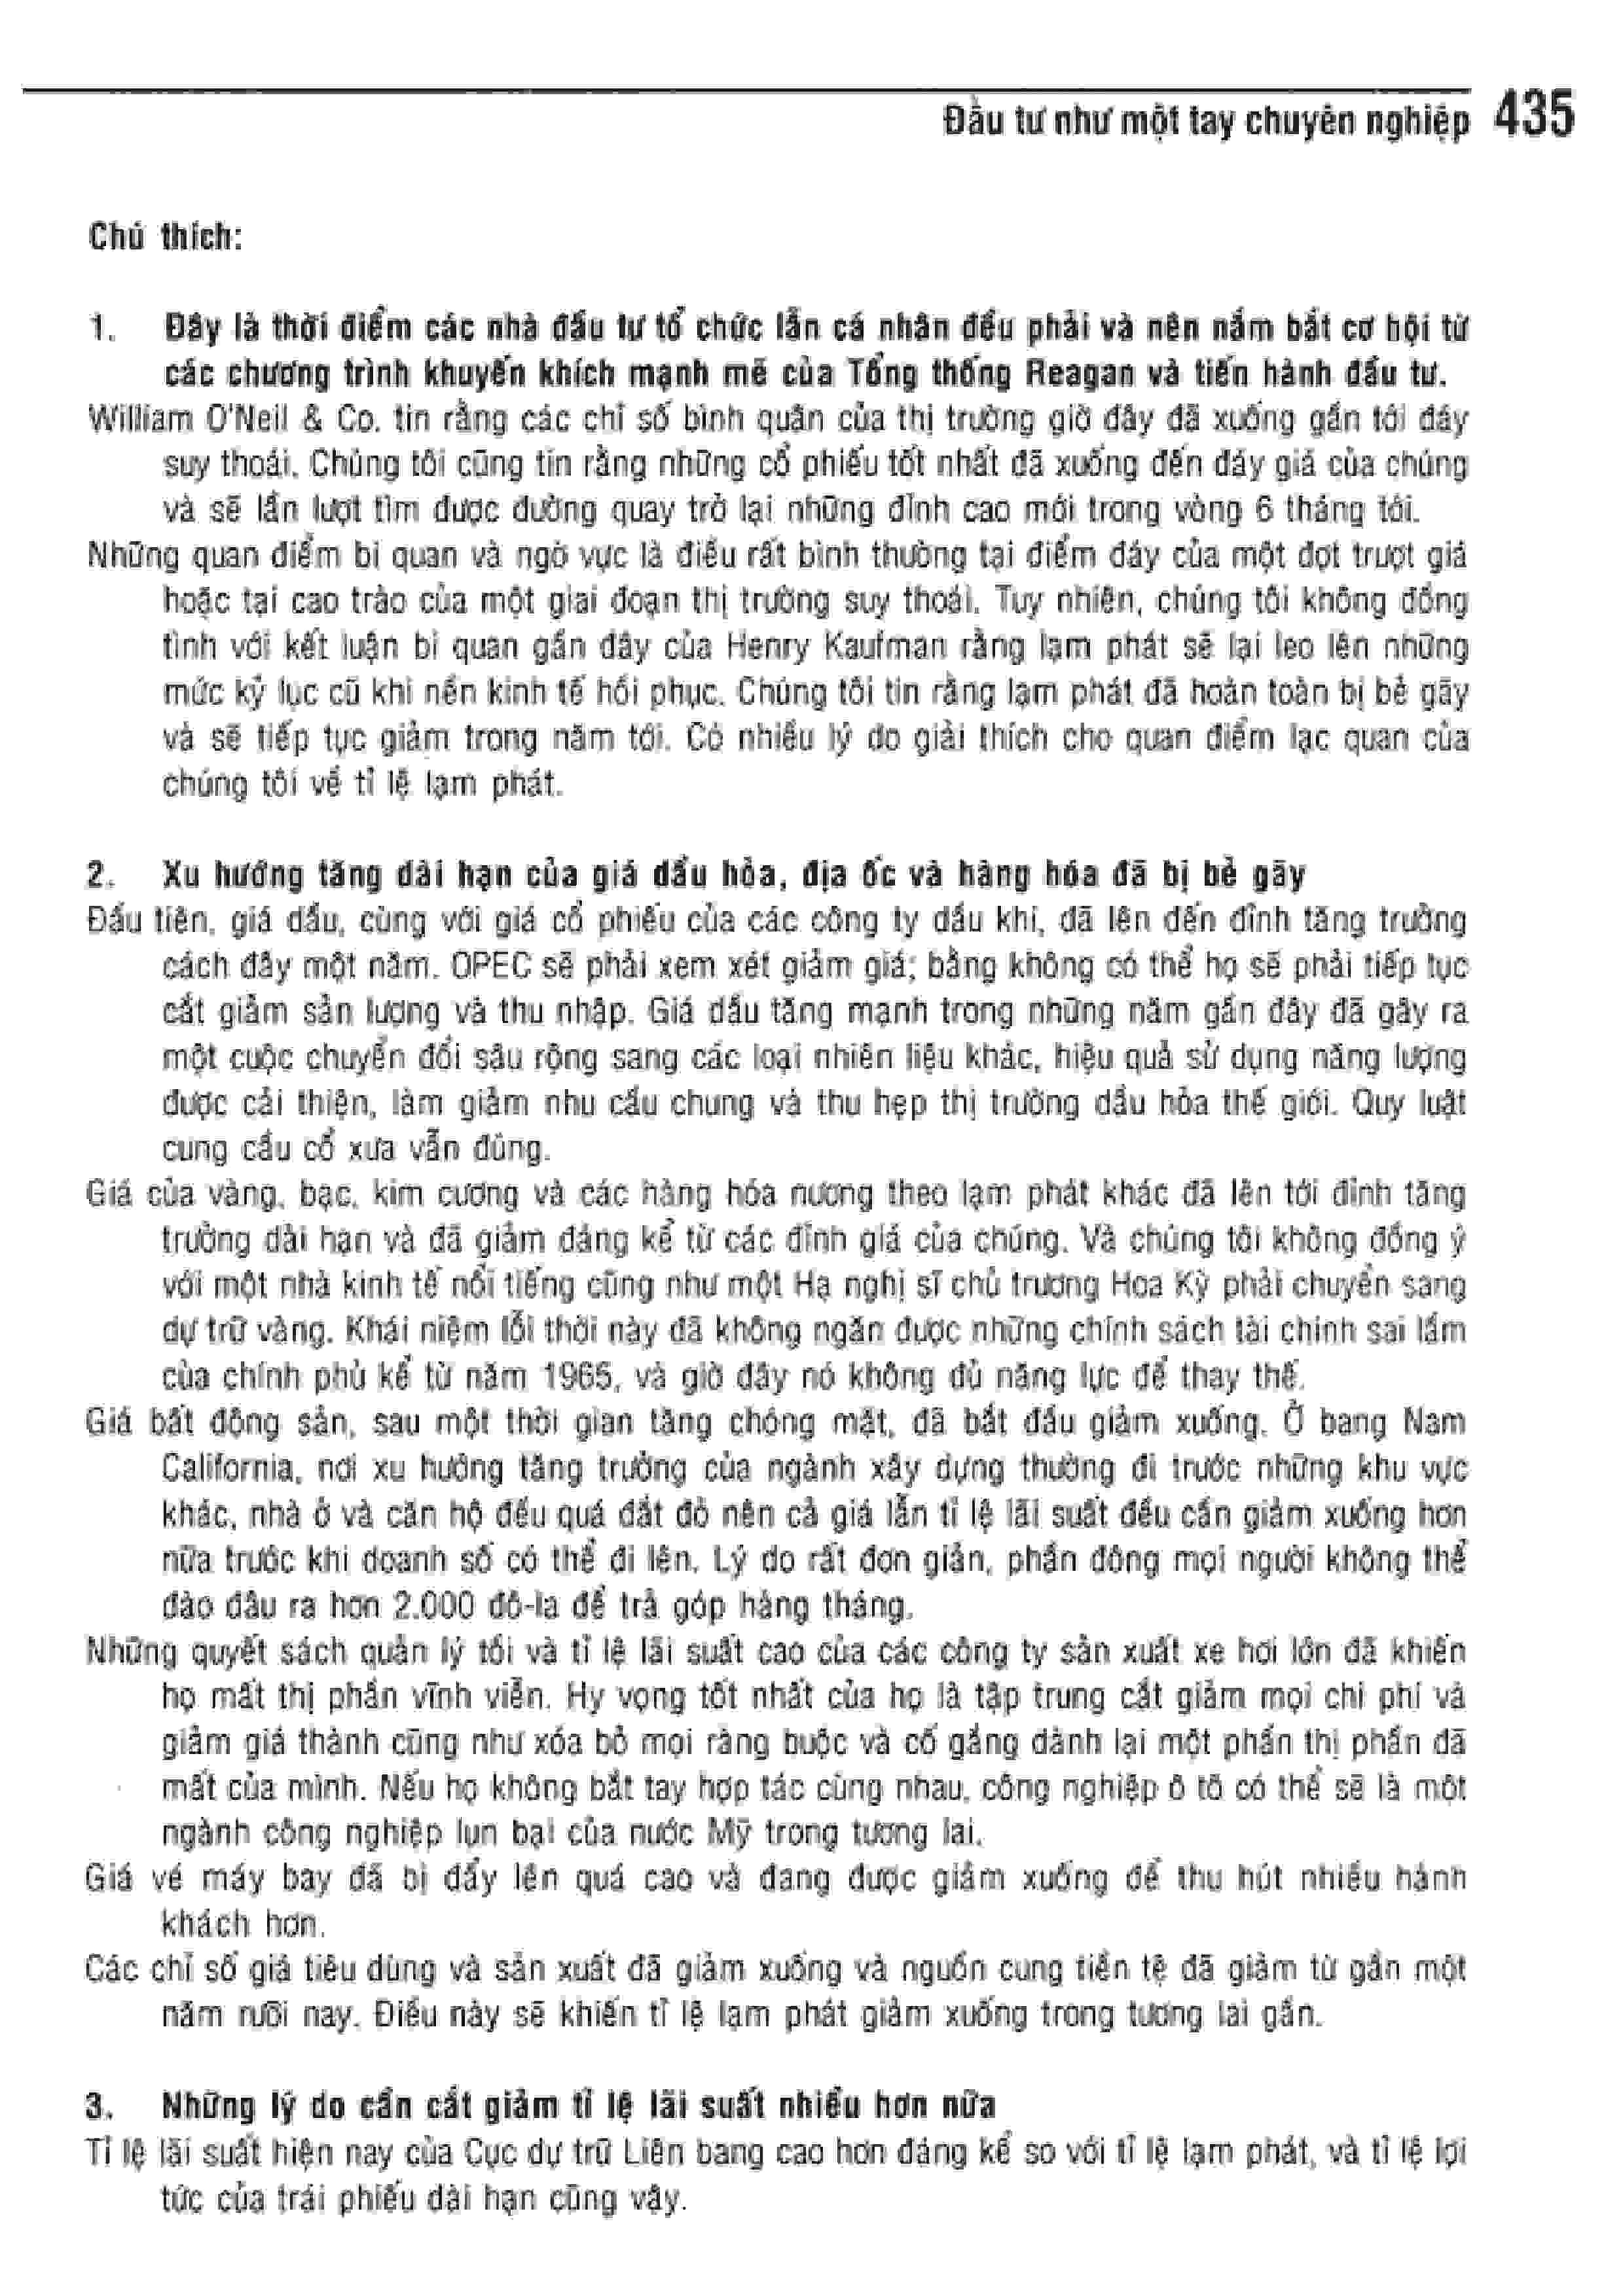 Đầu tư như một tay chuyên nghiệp 435
Chú thích:
1. Đây là thời điểm các nhà đầu tư tổ chức lẫn cá nhân đều phải và nên nắm bắt cơ hội từ
các chương trình khuyến khích mạnh mẽ của Tổng thống Reagan và tiến hành đầu tư.
William O'Neil & Co. tin rằng các chỉ số bình quân của thị trường giờ đây đã xuống gần tới đáy
suy thoái. Chúng tôi cũng tin rằng những cổ phiếu tốt nhất đã xuống đến đáy giá của chúng
và sẽ lần lượt tìm được đường quay trở lại những đỉnh cao mới trong vòng 6 tháng tới.
Những quan điểm bi quan và ngờ vực là điều rất bình thường tại điểm đáy của một đợt trượt giá
hoặc tại cao trào của một giai đoạn thị trường suy thoái. Tuy nhiên, chúng tôi không đồng
tình với kết luận bi quan gần đây của Henry Kaufman rằng lạm phát sẽ lại leo lên những
mức kỷ lục cũ khi nền kinh tế hồi phục. Chúng tôi tin rằng lạm phát đã hoàn toàn bị bẻ gãy
và sẽ tiếp tục giảm trong năm tới. Có nhiều lý do giải thích cho quan điểm lạc quan của
chúng tôi về tỉ lệ lạm phát.
2. Xu hướng tăng dài hạn của giá dầu hỏa, địa ốc và hàng hóa đã bị bẻ gãy
Đầu tiên, giá dầu, cùng với giá cổ phiếu của các công ty dầu khí, đã lên đến đỉnh tăng trưởng
cách đây một năm. OPEC sẽ phải xem xét giảm giá; bằng không có thể họ sẽ phải tiếp tục
cắt giảm sản lượng và thu nhập. Giá dầu tăng mạnh trong những năm gần đây đã gây ra
một cuộc chuyển đổi sâu rộng sang các loại nhiên liệu khác, hiệu quả sử dụng năng lượng
được cải thiện, làm giảm nhu cầu chung và thu hẹp thị trường dầu hỏa thế giới. Quy luật
cung cầu cổ xưa vẫn đúng.
Giá của vàng, bạc, kim cương và các hàng hóa nương theo lạm phát khác đã lên tới đỉnh tăng
trưởng dài hạn và đã giảm đáng kể từ các đỉnh giá của chúng. Và chúng tôi không đồng ý
với một nhà kinh tế nổi tiếng cũng như một Hạ nghị sĩ chủ trương Hoa Kỳ phải chuyển sang
dự trữ vàng. Khái niệm lỗi thời này đã không ngăn được những chính sách tài chính sai lầm
của chính phủ kể từ năm 1965, và giờ đây nó không đủ năng lực để thay thế.
Giá bất động sản, sau một thời gian tăng chóng mặt, đã bắt đầu giảm xuống. Ở bang Nam
California, nơi xu hướng tăng trưởng của ngành xây dựng thường đi trước những khu vực
khác, nhà ở và căn hộ đều quá đắt đỏ nên cả giá lẫn tỉ lệ lãi suất đều cần giảm xuống hơn
nữa trước khi doanh số có thể đi lên. Lý do rất đơn giản, phần đông mọi người không thể
đào đâu ra hơn 2.000 đô-la để trả góp hàng tháng.
Những quyết sách quản lý tồi và tỉ lệ lãi suất cao của các công ty sản xuất xe hơi lớn đã khiến
họ mất thị phần vĩnh viễn. Hy vọng tốt nhất của họ là tập trung cắt giảm mọi chi phí và
giảm giá thành cũng như xóa bỏ mọi ràng buộc và cố gắng dành lại một phần thị phần đã
mất của mình. Nếu họ không bắt tay hợp tác cùng nhau, công nghiệp ô tô có thể sẽ là một
ngành công nghiệp lụn bại của nước Mỹ trong tương lai.
Giá vé máy bay đã bị đẩy lên quá cao và đang được giảm xuống để thu hút nhiều hành
khách hơn.
Các chỉ số giá tiêu dùng và sản xuất đã giảm xuống và nguồn cung tiền tệ đã giảm từ gần một
năm rưỡi nay. Điều này sẽ khiến tỉ lệ lạm phát giảm xuống trong tương lai gần.
3. Những lý do cần cắt giảm tỉ lệ lãi suất nhiều hơn nữa
Tỉ lệ lãi suất hiện nay của Cục dự trữ Liên bang cao hơn đáng kể so với tỉ lệ lạm phát, và tỉ lệ lợi
tức của trái phiếu dài hạn cũng vậy.